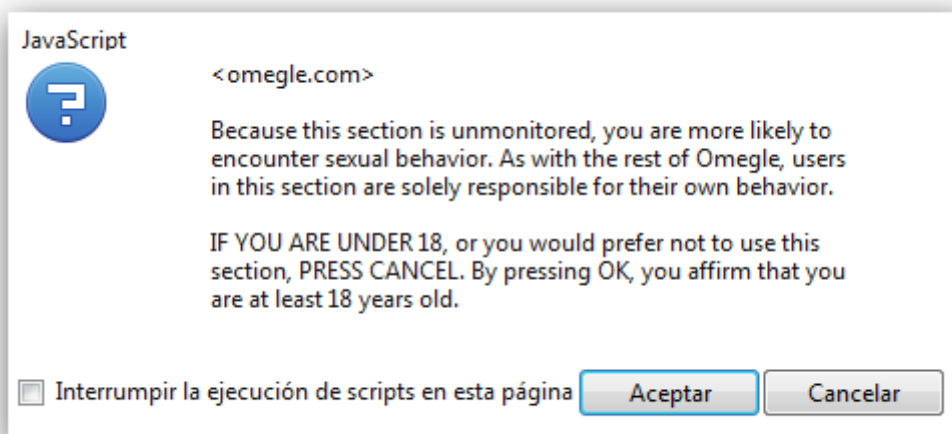 JavaScript
<omegle.com>
Because this section is unmonitored, you are more likely to
encounter sexual behavior. As with the rest of Omegle, users
in this section are solely responsible for their own behavior.
IF YOU ARE UNDER 18, or you would prefer not to use this
section, PRESS CANCEL. By pressing OK, you affirm that you
are at least 18 years old.
Interrumpir la ejecución de scripts en esta página Aceptar Cancelar